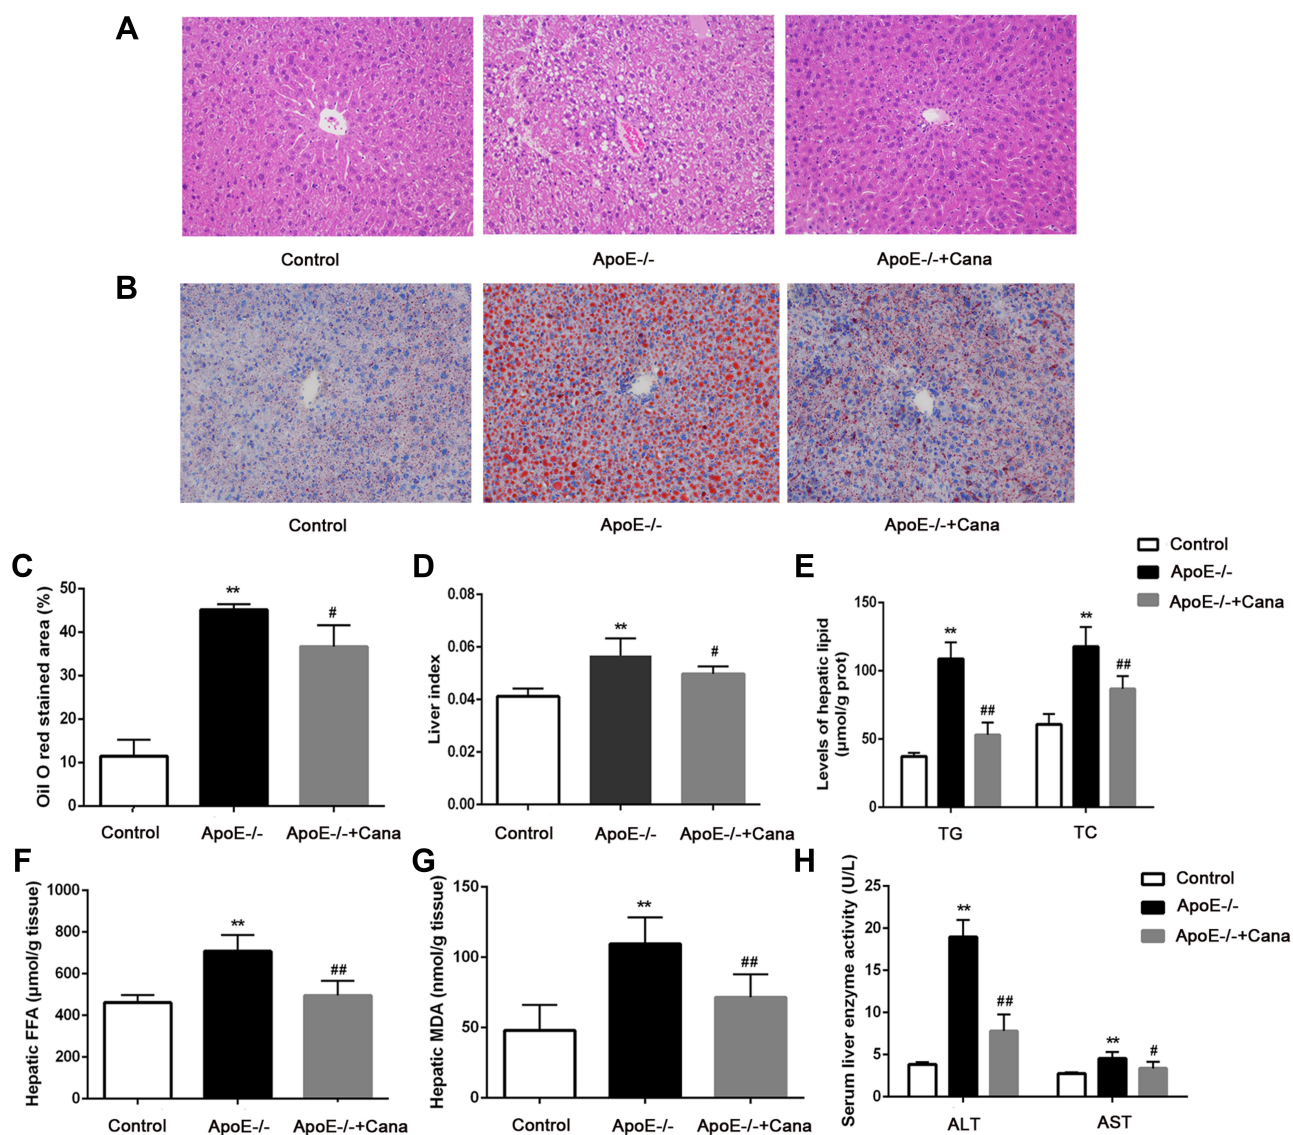 A
Control
ApoE-/-
ApoE-/-+Cana
B
Control
ApoE-/-
ApoE-/-+Cana
C
Oil O red stained area (%)
50
40
30
20
10
0
**
#
Control
ApoE-/-
ApoE-/-+Cana
D
Liver index
0.08
0.06
0.04
0.02
0.00
**
#
Control
ApoE-/-
ApoE-/-+Cana
E
Control
ApoE-/-
ApoE-/-+Cana
Levels of hepatic lipid
(μmol/g prot)
150
100
50
0
**
##
**
##
TG
TC
F
Hepatic FFA (μmol/g tissue)
1000
800
600
400
200
0
**
##
Control
ApoE-/-
ApoE-/-+Cana
G
Hepatic MDA (nmol/g tissue)
150
100
50
0
**
##
Control
ApoE-/-
ApoE-/-+Cana
H
Control
ApoE-/-
ApoE-/-+Cana
Serum liver enzyme activity (U/L)
25
20
15
10
5
0
**
##
**
#
ALT
AST